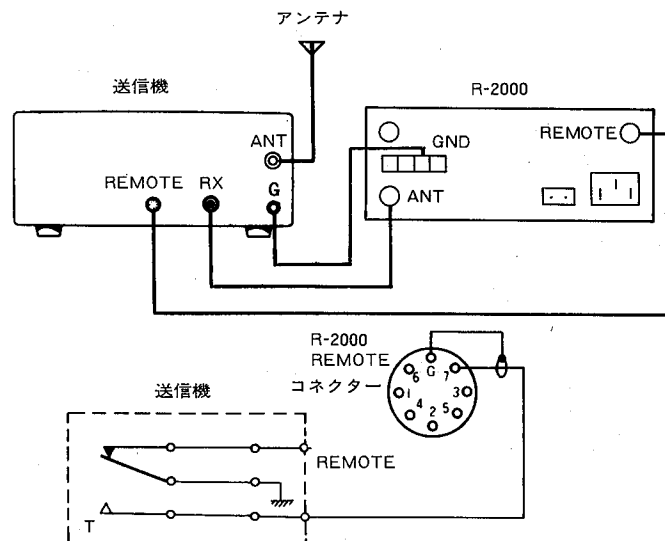 アンテナ
送信機
R-2000
ANT
REMOTE
RX
G
GND
REMOTE
ANT
R-2000
REMOTE
コネクター
G
6
7
1
3
4
5
2
送信機
REMOTE
T